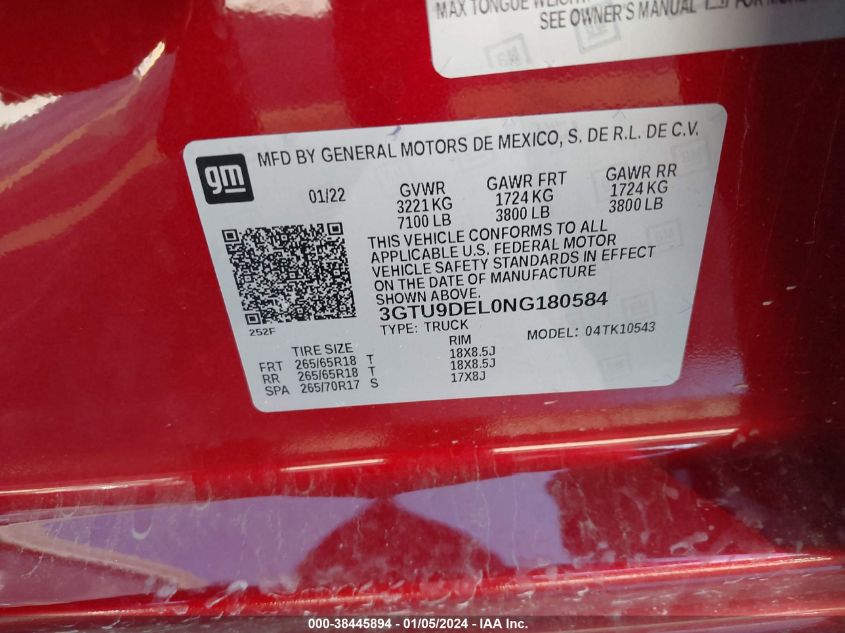 MAX TONGUE WEIGHT
SEE OWNER'S MANUAL FOR MORE
gm
MFD BY GENERAL MOTORS DE MEXICO, S. DE R.L. DE C.V.
01/22
GVWR GAWR FRT GAWR RR
3221 KG 1724 KG 1724 KG
7100 LB 3800 LB 3800 LB
THIS VEHICLE CONFORMS TO ALL
APPLICABLE U.S. FEDERAL MOTOR
VEHICLE SAFETY STANDARDS IN EFFECT
ON THE DATE OF MANUFACTURE
SHOWN ABOVE.
252F
3GTU9DEL0NG180584
TYPE: TRUCK MODEL: 04TK10543
TIRE SIZE RIM
FRT 265/65R18 T 18X8.5J
RR 265/65R18 T 18X8.5J
SPA 265/70R17 S 17X8J
000-38445894 - 01/05/2024 - IAA Inc.